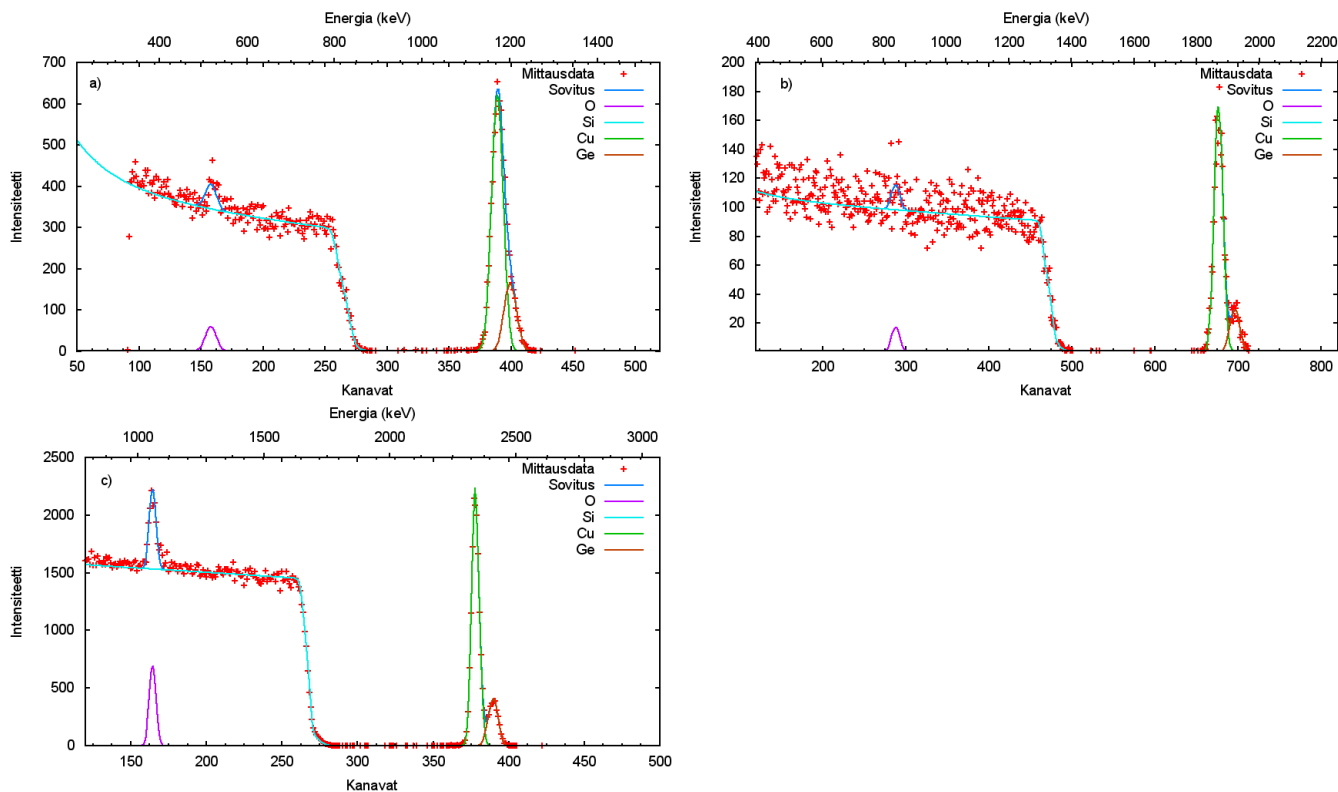 Energia (keV)
400 600 800 1000 1200 1400
700
600
500
400
300
200
100
0
a)
Mittausdata
Sovitus
O
Si
Cu
Ge
Intensiteetti
50 100 150 200 250 300 350 400 450 500
Kanavat
Energia (keV)
400 600 800 1000 1200 1400 1600 1800 2000 2200
200
180
160
140
120
100
80
60
40
20
b)
Mittausdata
Sovitus
O
Si
Cu
Ge
Intensiteetti
200 300 400 500 600 700 800
Kanavat
Energia (keV)
1000 1500 2000 2500 3000
2500
2000
1500
1000
500
0
c)
Mittausdata
Sovitus
O
Si
Cu
Ge
Intensiteetti
150 200 250 300 350 400 450 500
Kanavat